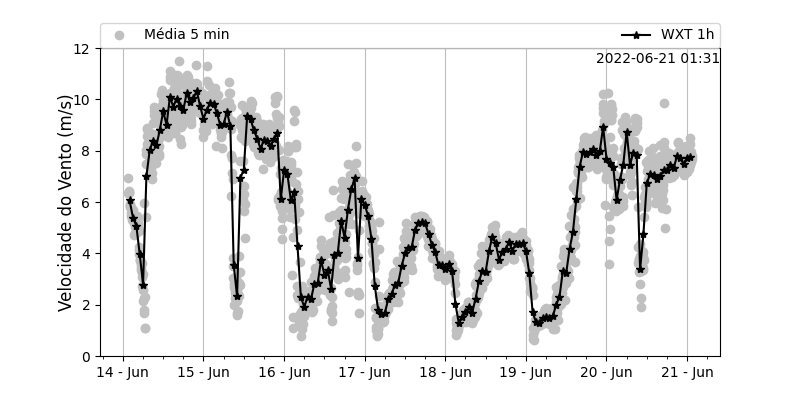 Média 5 min
WXT 1h
2022-06-21 01:31
Velocidade do Vento (m/s)
12
10
8
6
4
2
0
14 - Jun
15 - Jun
16 - Jun
17 - Jun
18 - Jun
19 - Jun
20 - Jun
21 - Jun